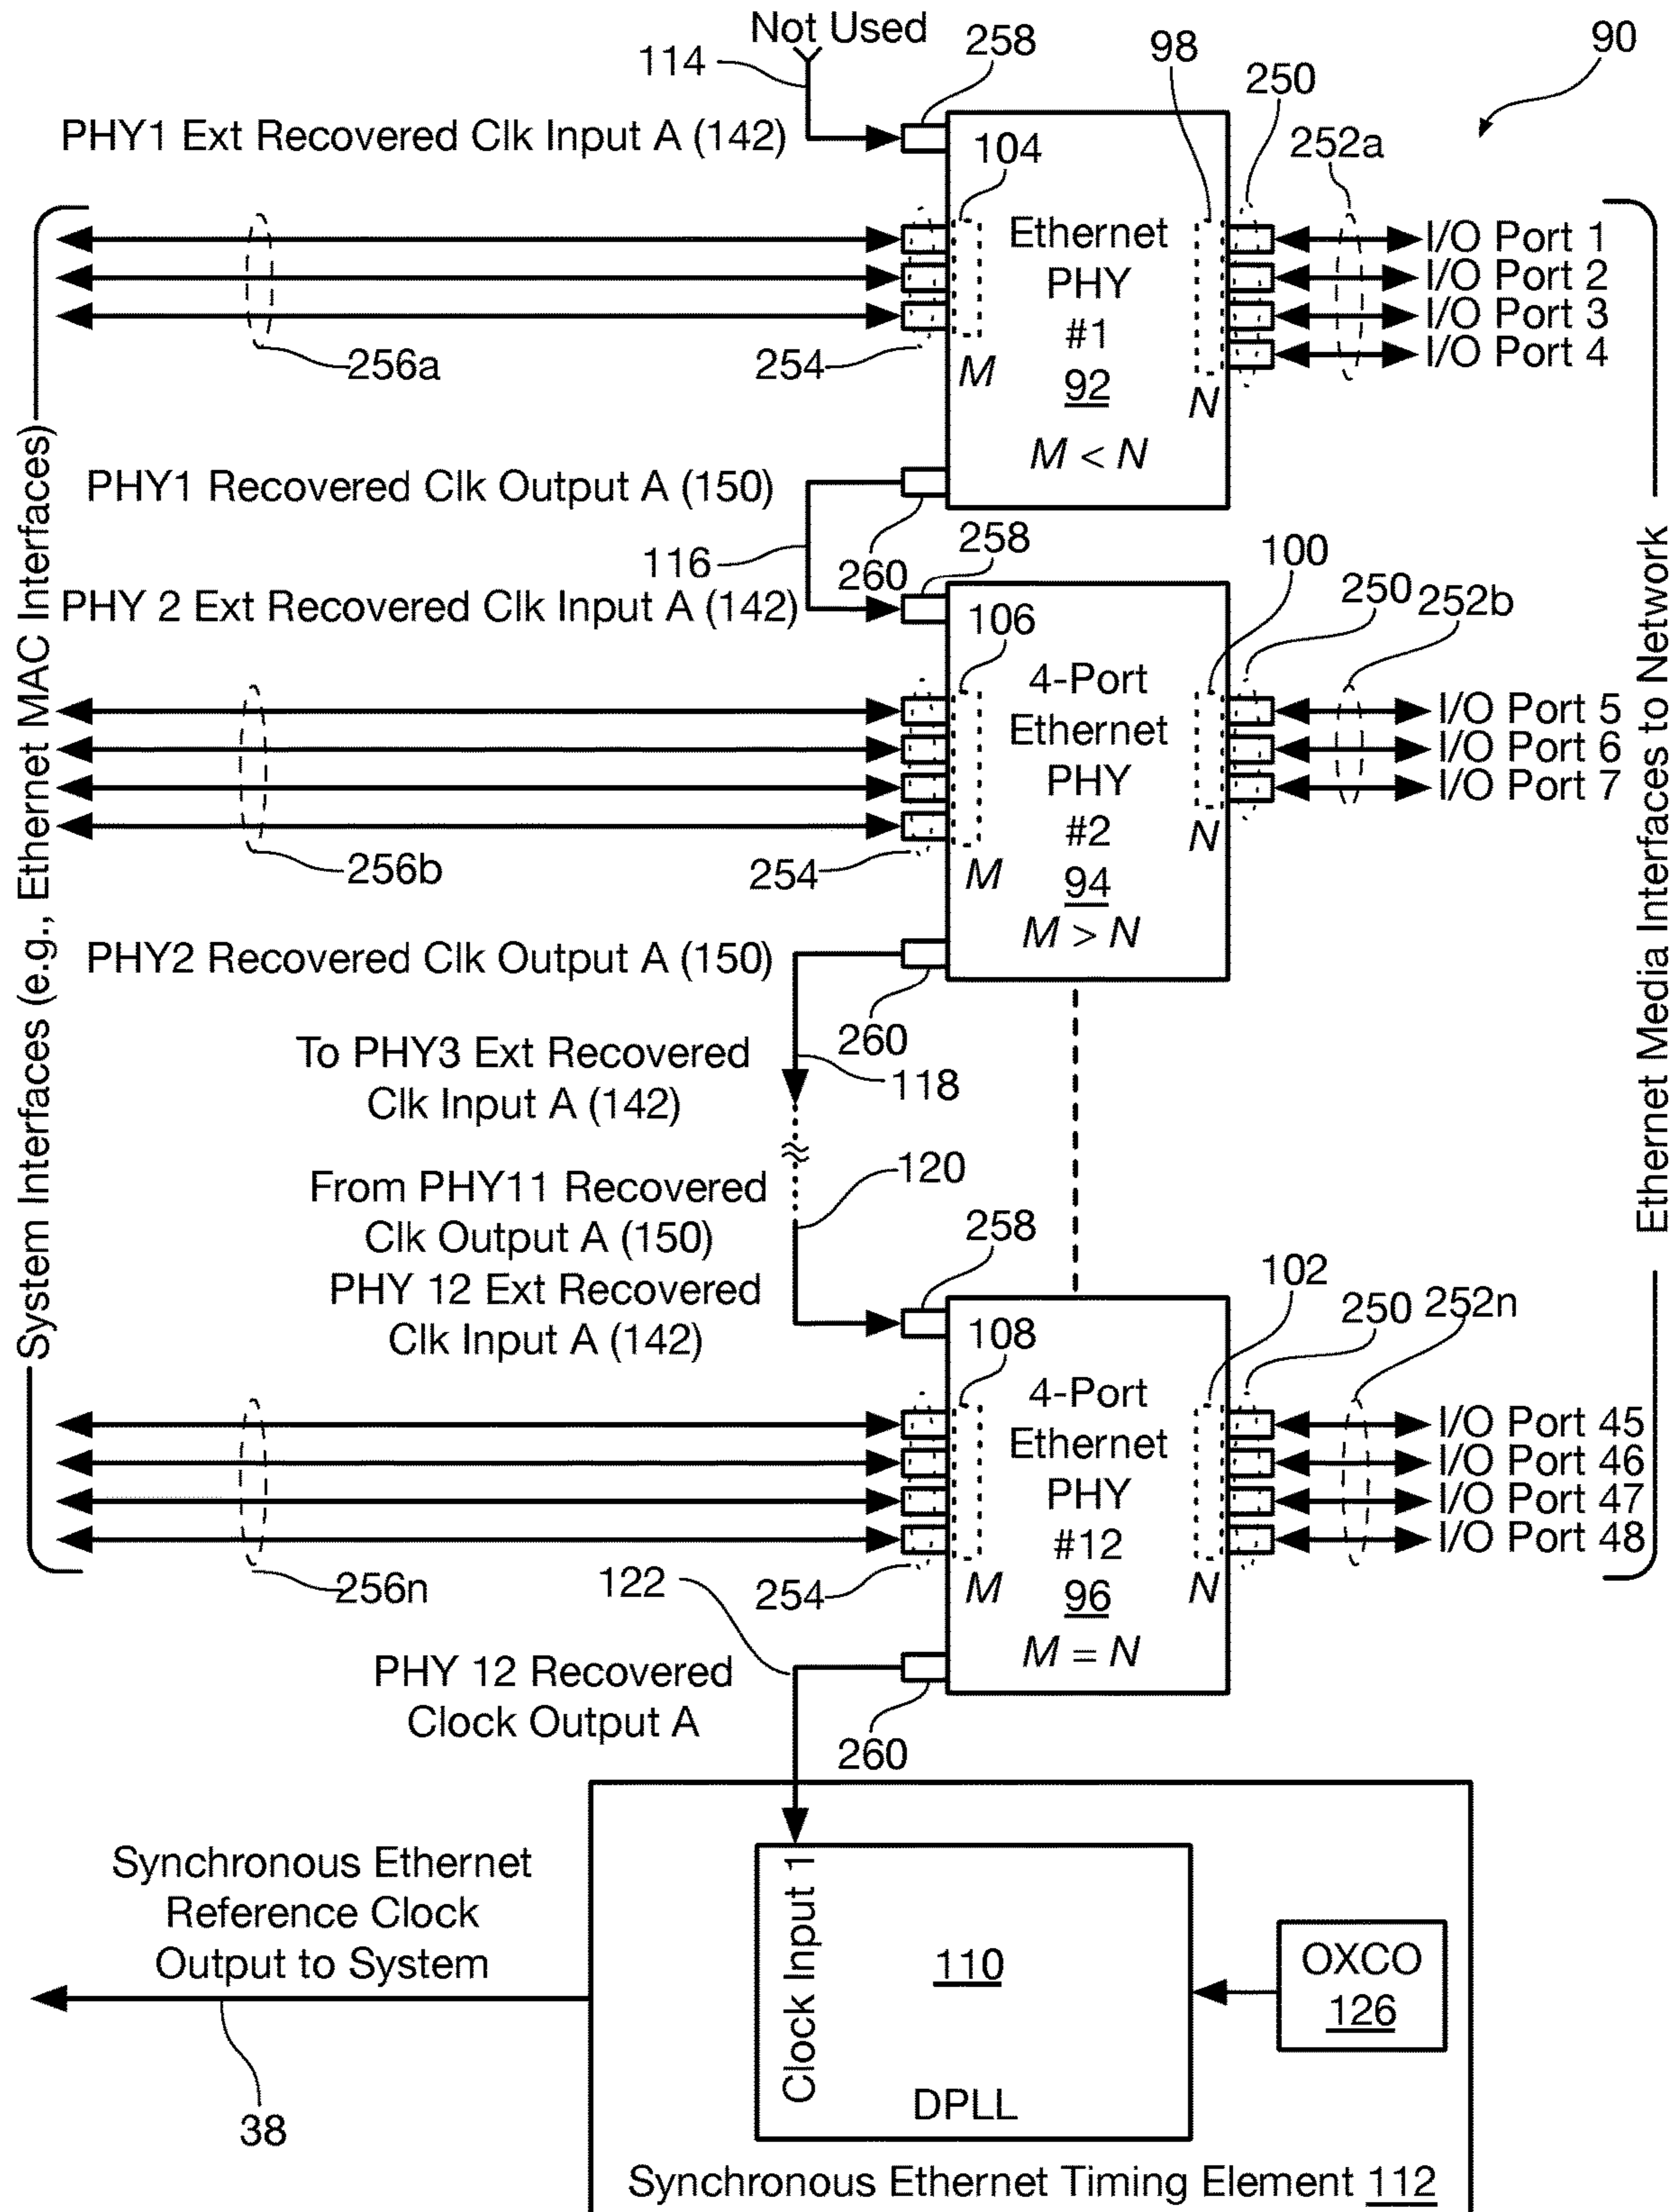 Not Used
258
98
90
114
250
PHY1 Ext Recovered Clk Input A (142)
104
252a
Ethernet
PHY
#1
92
M < N
M
N
I/O Port 1
I/O Port 2
I/O Port 3
I/O Port 4
256a
254
PHY1 Recovered Clk Output A (150)
116
260
258
100
PHY 2 Ext Recovered Clk Input A (142)
106
250
252b
4-Port
Ethernet
PHY
#2
94
M > N
M
N
I/O Port 5
I/O Port 6
I/O Port 7
256b
254
PHY2 Recovered Clk Output A (150)
260
To PHY3 Ext Recovered
Clk Input A (142)
118
120
From PHY11 Recovered
Clk Output A (150)
PHY 12 Ext Recovered
Clk Input A (142)
258
102
108
250
252n
4-Port
Ethernet
PHY
#12
96
M = N
M
N
I/O Port 45
I/O Port 46
I/O Port 47
I/O Port 48
256n
122
254
PHY 12 Recovered
Clock Output A
260
System Interfaces (e.g., Ethernet MAC Interfaces)
Ethernet Media Interfaces to Network
Synchronous Ethernet
Reference Clock
Output to System
38
Clock Input 1
110
DPLL
OXCO
126
Synchronous Ethernet Timing Element 112